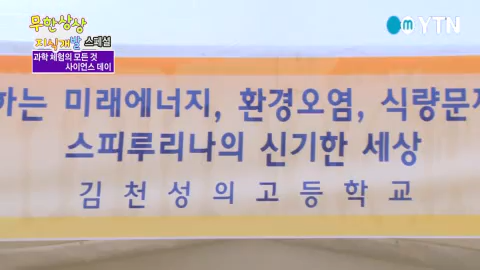 무한상상
지식개발 스페셜
과학 체험의 모든 것
사이언스 데이
YTN
하는 미래에너지, 환경오염, 식량문제
스피루리나의 신기한 세상
김천성의고등학교